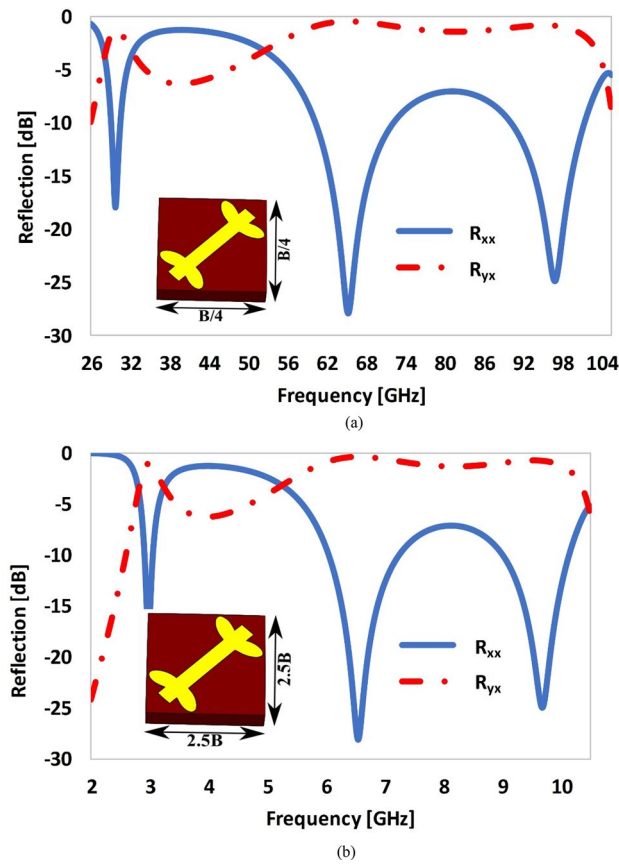 0
-5
-10
-15
-20
-25
-30
Reflection [dB]
B/4
B/4
Rxx
Ryx
26 32 38 44 50 56 62 68 74 80 86 92 98 104
Frequency [GHz]
(a)
0
-5
-10
-15
-20
-25
-30
Reflection [dB]
2.5B
2.5B
Rxx
Ryx
2 3 4 5 6 7 8 9 10
Frequency [GHz]
(b)